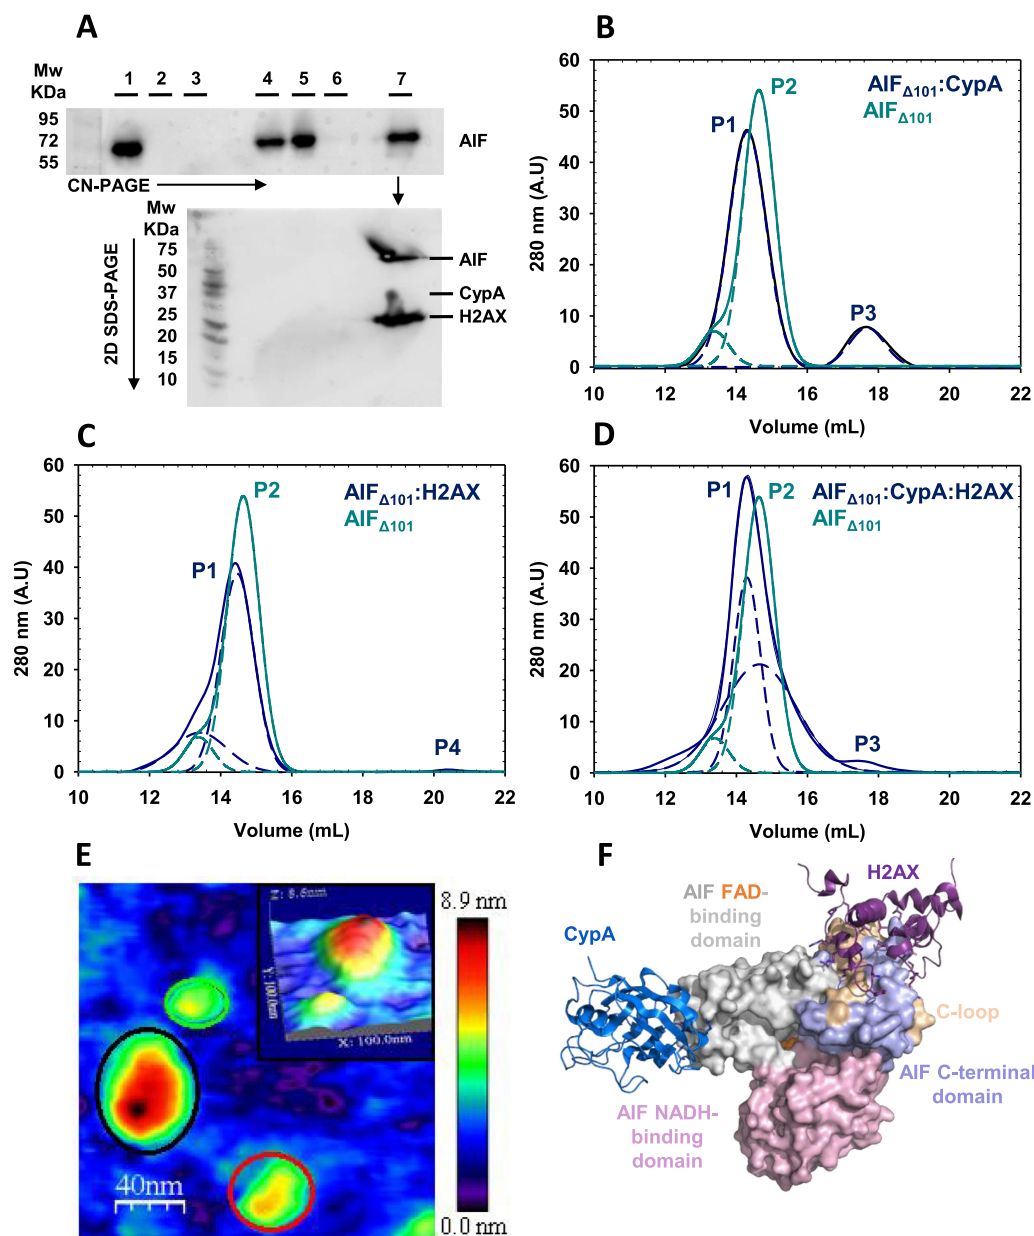 A
Mw
KDa
1 2 3 4 5 6 7
95
72
55
AIF
CN-PAGE
Mw
KDa
2D SDS-PAGE
75
50
37
25
20
15
10
AIF
CypA
H2AX
B
280 nm (A.U)
60
50
40
30
20
10
0
P1
P2
P3
AIFΔ101:CypA
AIFΔ101
10 12 14 16 18 20 22
Volume (mL)
C
280 nm (A.U)
60
50
40
30
20
10
0
P1
P2
P4
AIFΔ101:H2AX
AIFΔ101
10 12 14 16 18 20 22
Volume (mL)
D
280 nm (A.U)
60
50
40
30
20
10
0
P1
P2
P3
AIFΔ101:CypA:H2AX
AIFΔ101
10 12 14 16 18 20 22
Volume (mL)
E
Z: 8.6nm
Y: 100.0nm
X: 100.0nm
40nm
8.9 nm
0.0 nm
F
H2AX
AIF FAD-
binding
domain
CypA
C-loop
AIF C-terminal
domain
AIF NADH-
binding
domain